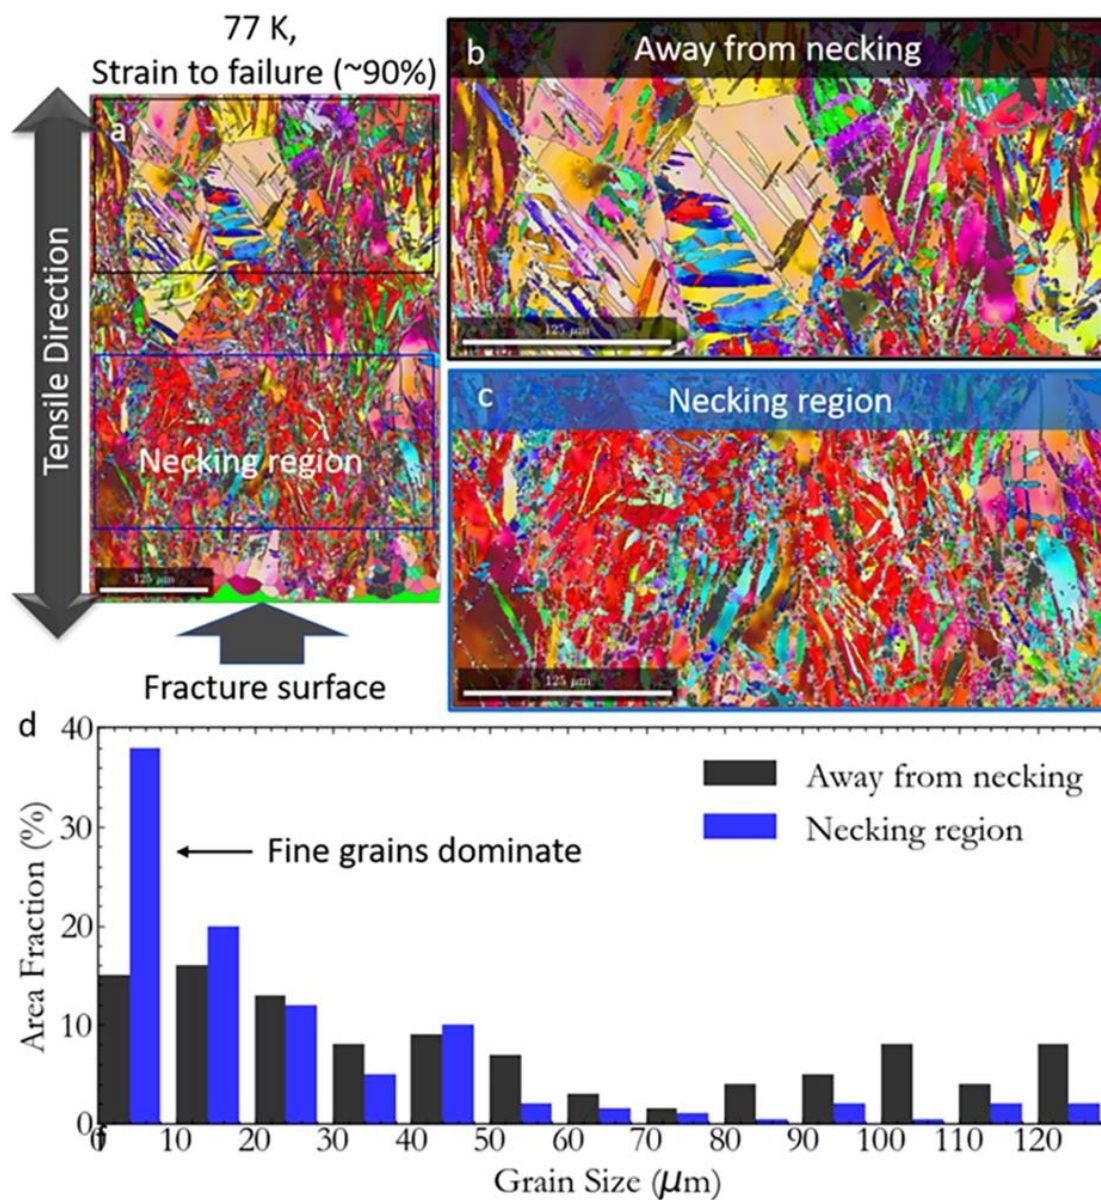 77 K,
Strain to failure (~90%)
a
Tensile Direction
Necking region
125 μm
Fracture surface
b
Away from necking
125 μm
c
Necking region
125 μm
d
40
30
20
10
0
Area Fraction (%)
Away from necking
Necking region
Fine grains dominate
f
10 20 30 40 50 60 70 80 90 100 110 120
Grain Size (μm)